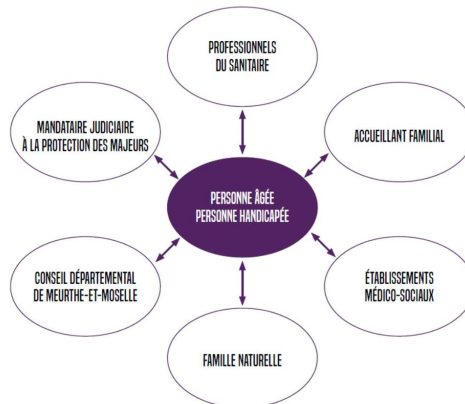 PROFESSIONNELS
DU SANITAIRE
MANDATAIRE JUDICIAIRE
À LA PROTECTION DES MAJEURS
ACCUEILLANT FAMILIAL
PERSONNE ÂGÉE
PERSONNE HANDICAPÉE
CONSEIL DÉPARTEMENTAL
DE MEURTHE-ET-MOSELLE
ÉTABLISSEMENTS
MÉDICO-SOCIAUX
FAMILLE NATURELLE